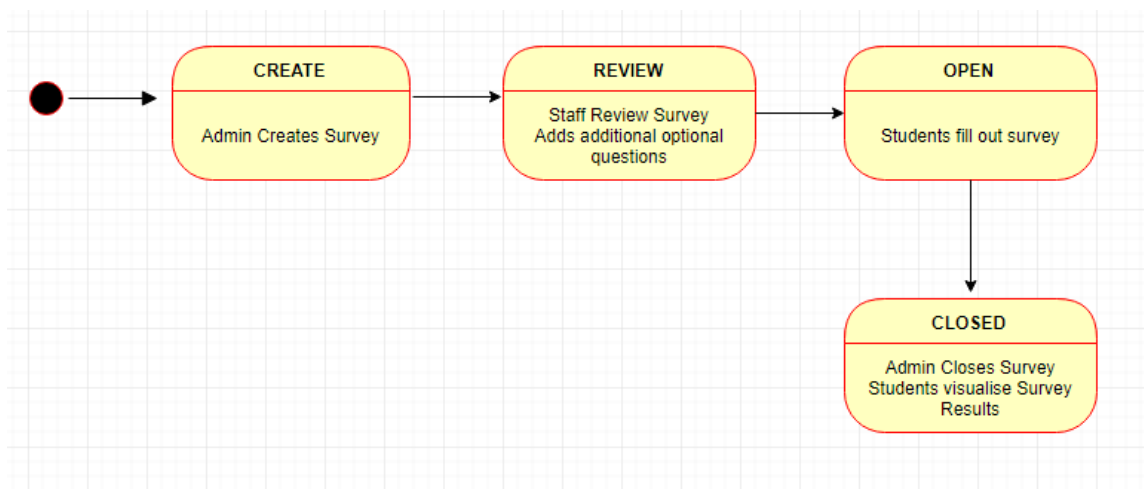 CREATE
Admin Creates Survey
REVIEW
Staff Review Survey
Adds additional optional
questions
OPEN
Students fill out survey
CLOSED
Admin Closes Survey
Students visualise Survey
Results